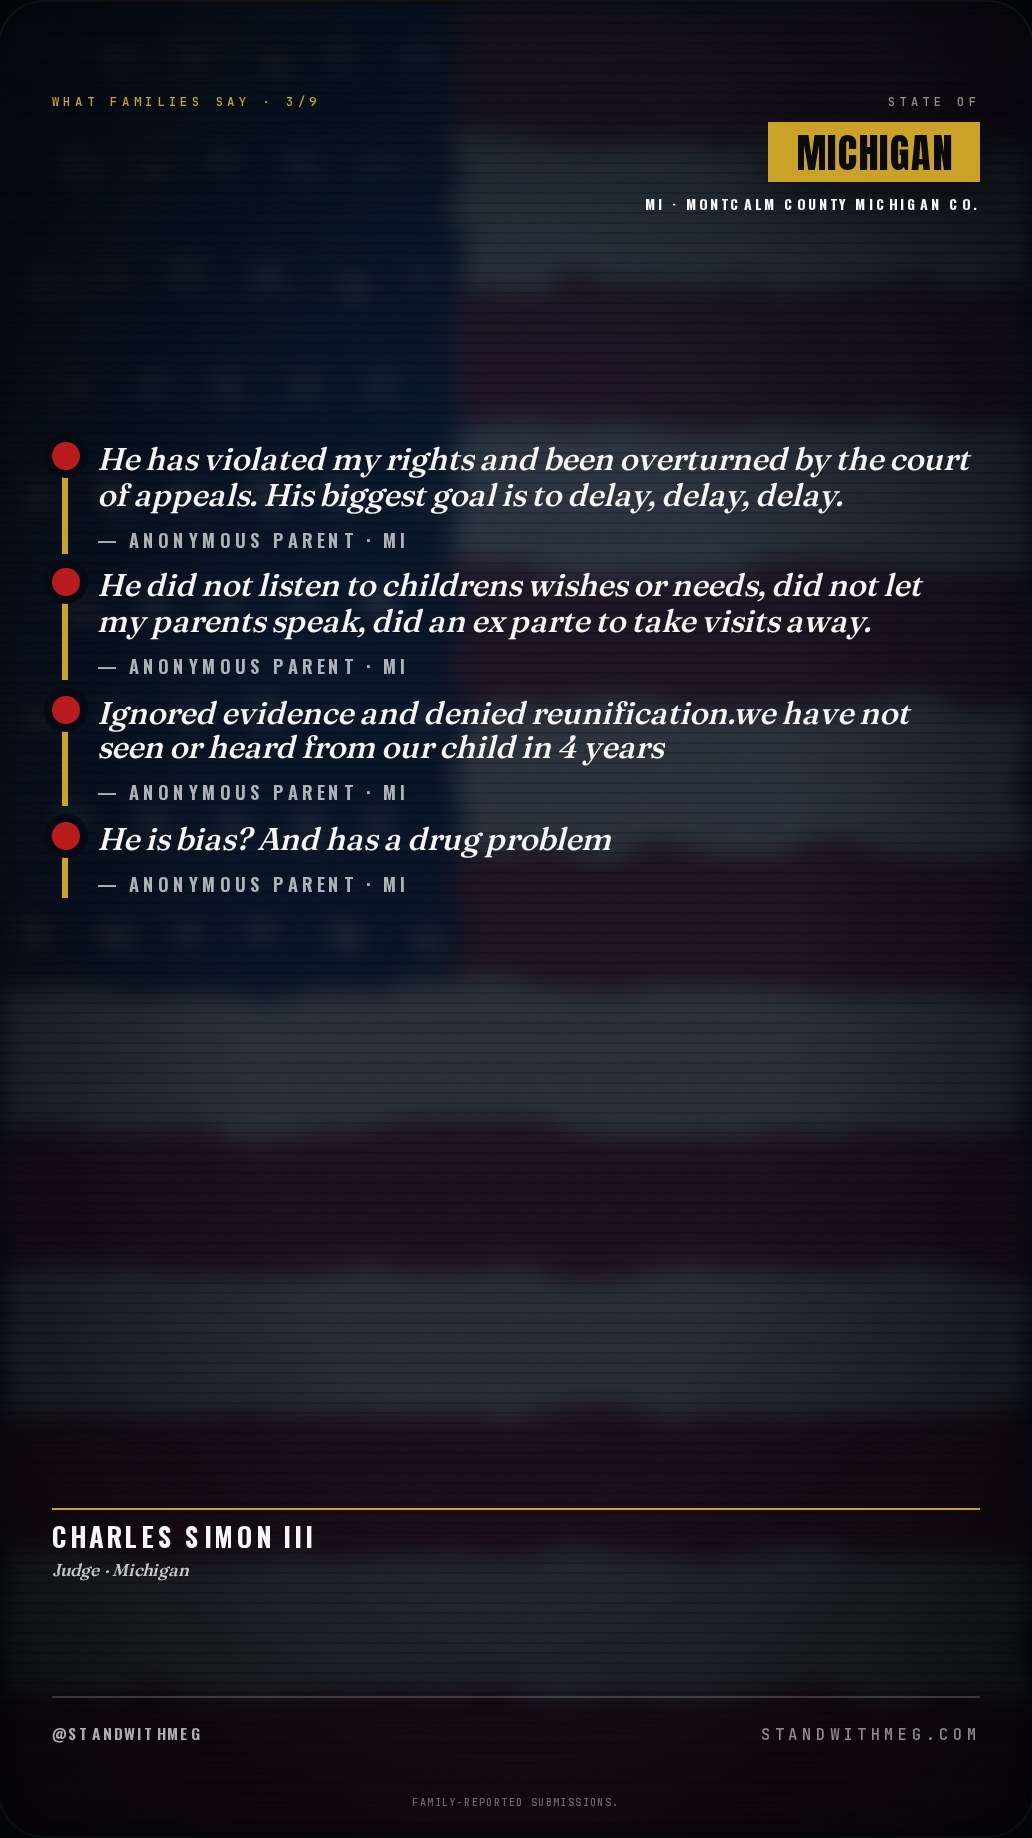 WHAT FAMILIES SAY · 3/9
STATE OF
MICHIGAN
MI · MONTCALM COUNTY MICHIGAN CO.
He has violated my rights and been overturned by the court
of appeals. His biggest goal is to delay, delay, delay.
— ANONYMOUS PARENT · MI
He did not listen to childrens wishes or needs, did not let
my parents speak, did an ex parte to take visits away.
— ANONYMOUS PARENT · MI
Ignored evidence and denied reunification.we have not
seen or heard from our child in 4 years
— ANONYMOUS PARENT · MI
He is bias? And has a drug problem
— ANONYMOUS PARENT · MI
CHARLES SIMON III
Judge · Michigan
@STANDWITHMEG
STANDWITHMEG.COM
FAMILY-REPORTED SUBMISSIONS.